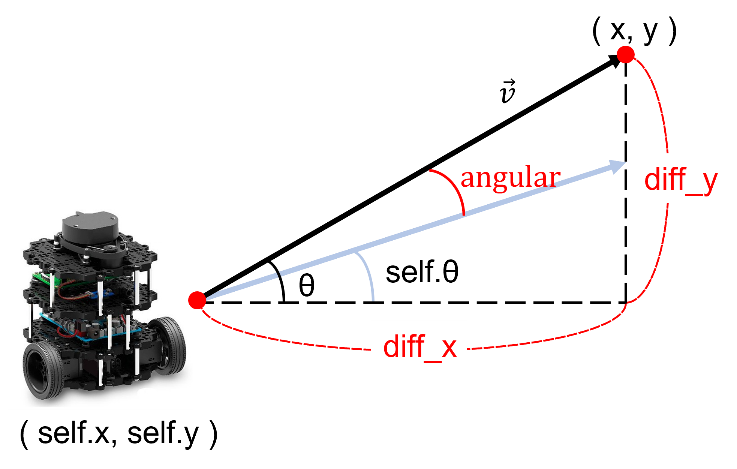 ( x, y )
v⃗
angular
diff_y
θ
self.θ
diff_x
( self.x, self.y )